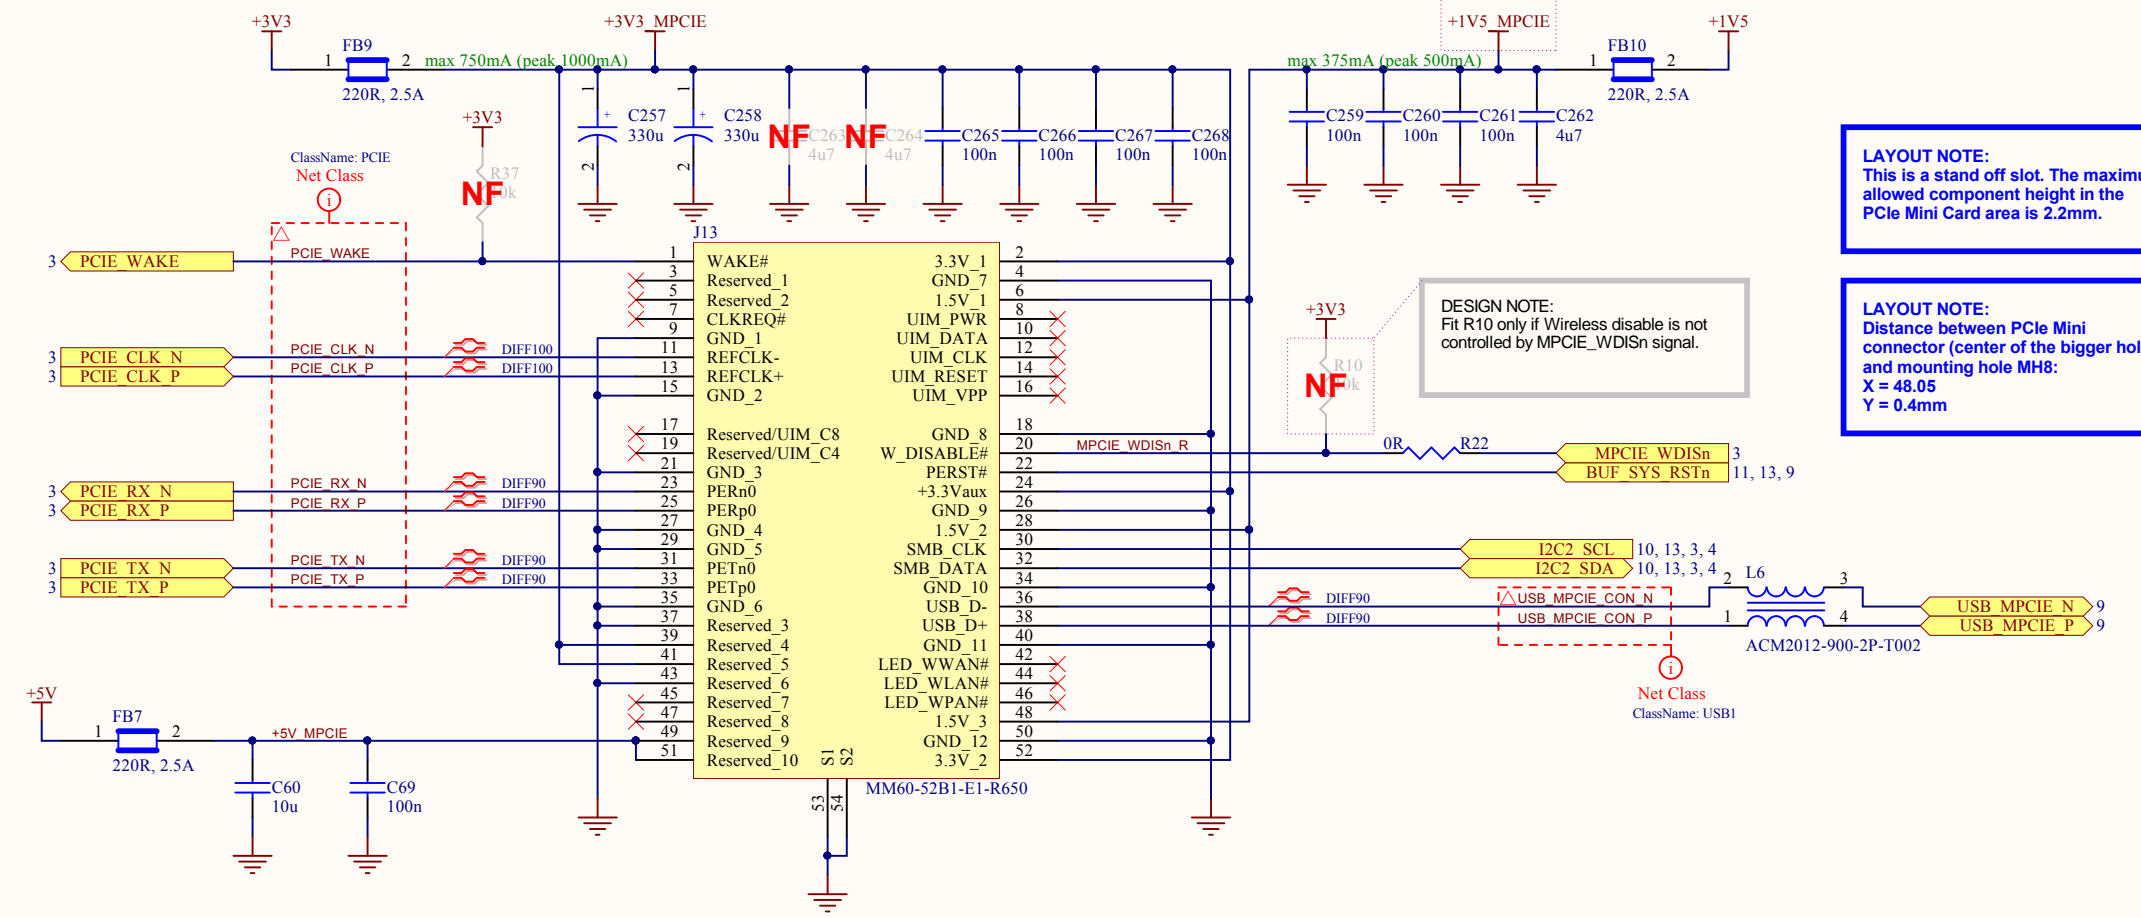 +3V3
+3V3_MPCIE
+1V5_MPCIE
+1V5
FB9
1
2
220R, 2.5A
max 750mA (peak 1000mA)
max 375mA (peak 500mA)
FB10
1
2
220R, 2.5A
1
+
C257
330u
2
1
+
C258
330u
2
NF
C263
4u7
NF
C264
4u7
C265
100n
C266
100n
C267
100n
C268
100n
C259
100n
C260
100n
C261
100n
C262
4u7
LAYOUT NOTE:
This is a stand off slot. The maximu
allowed component height in the
PCIe Mini Card area is 2.2mm.
LAYOUT NOTE:
Distance between PCIe Mini
connector (center of the bigger hol
and mounting hole MH8:
X = 48.05
Y = 0.4mm
DESIGN NOTE:
Fit R10 only if Wireless disable is not
controlled by MPCIE_WDISn signal.
+3V3
R37
NF
ClassName: PCIE
Net Class
i
3 PCIE_WAKE
PCIE_WAKE
3 PCIE_CLK_N
PCIE_CLK_N
DIFF100
3 PCIE_CLK_P
PCIE_CLK_P
DIFF100
3 PCIE_RX_N
PCIE_RX_N
DIFF90
3 PCIE_RX_P
PCIE_RX_P
DIFF90
3 PCIE_TX_N
PCIE_TX_N
DIFF90
3 PCIE_TX_P
PCIE_TX_P
DIFF90
J13
1 WAKE# 3.3V_1 2
3 Reserved_1 GND_7 4
5 Reserved_2 1.5V_1 6
7 CLKREQ# UIM_PWR 8
9 GND_1 UIM_DATA 10
11 REFCLK- UIM_CLK 12
13 REFCLK+ UIM_RESET 14
15 GND_2 UIM_VPP 16
17 Reserved/UIM_C8 GND_8 18
19 Reserved/UIM_C4 W_DISABLE# 20
21 GND_3 PERST# 22
23 PERn0 +3.3Vaux 24
25 PERp0 GND_9 26
27 GND_4 1.5V_2 28
29 GND_5 SMB_CLK 30
31 PETn0 SMB_DATA 32
33 PETp0 GND_10 34
35 GND_6 USB_D- 36
37 Reserved_3 USB_D+ 38
39 Reserved_4 GND_11 40
41 Reserved_5 LED_WWAN# 42
43 Reserved_6 LED_WLAN# 44
45 Reserved_7 LED_WPAN# 46
47 Reserved_8 1.5V_3 48
49 Reserved_9 GND_12 50
51 Reserved_10 3.3V_2 52
S1
S2
53
54
MM60-52B1-E1-R650
+3V3
R10
NF
MPCIE_WDISn_R
0R
R22
MPCIE_WDISn 3
BUF_SYS_RSTn 11, 13, 9
I2C2_SCL 10, 13, 3, 4
I2C2_SDA 10, 13, 3, 4
DIFF90
DIFF90
USB_MPCIE_CON_N
USB_MPCIE_CON_P
L6
2
3
1
4
ACM2012-900-2P-T002
USB_MPCIE_N 9
USB_MPCIE_P 9
i
Net Class
ClassName: USB1
+5V
FB7
1
2
220R, 2.5A
+5V_MPCIE
C60
10u
C69
100n